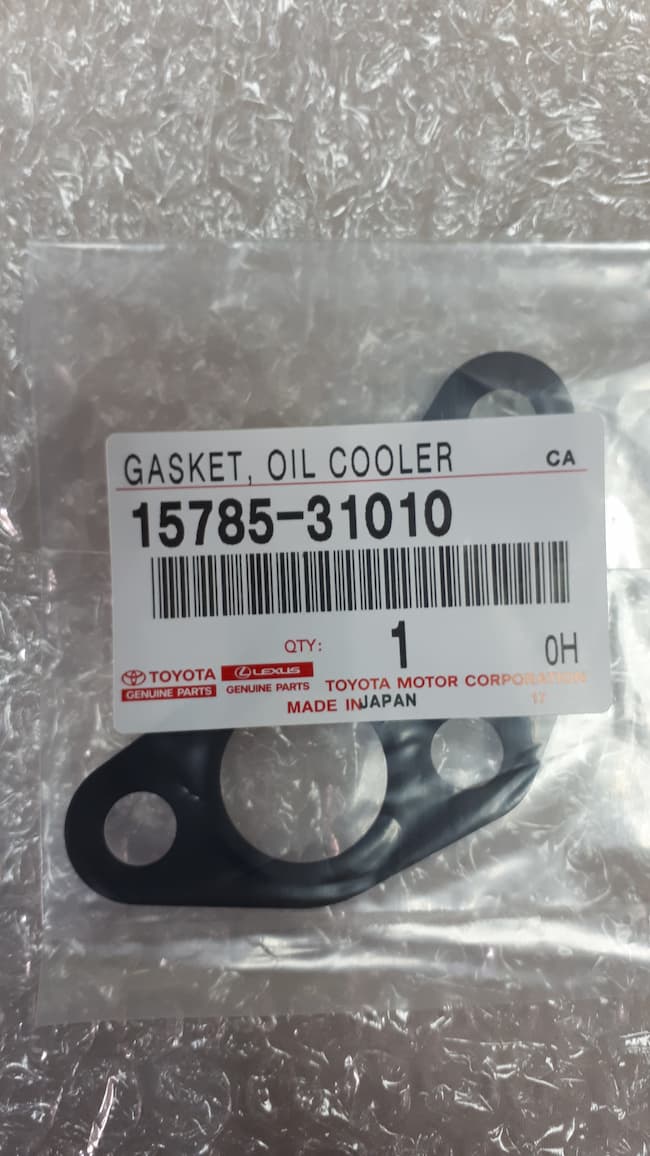 GASKET, OIL COOLER CA
15785-31010
QTY: 1 0H
TOYOTA LEXUS TOYOTA MOTOR CORPORATION
GENUINE PARTS GENUINE PARTS
MADE IN JAPAN 17